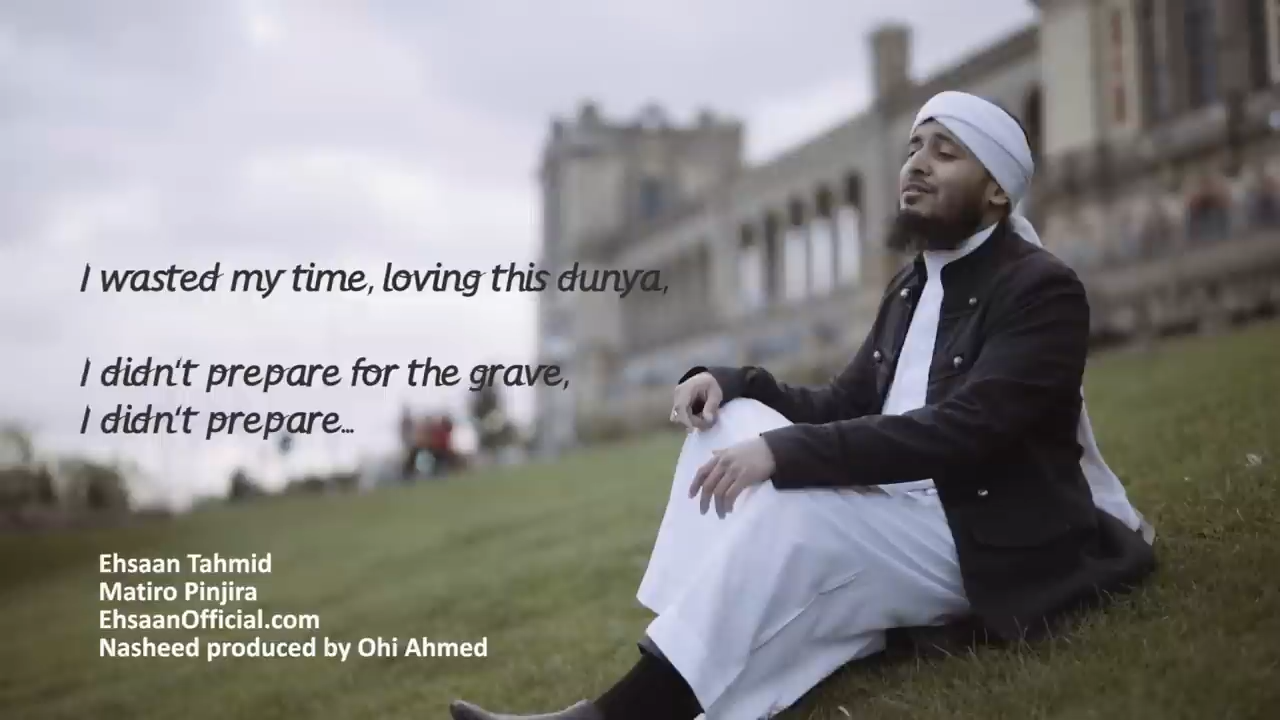 I wasted my time, loving this dunya,
I didn't prepare for the grave,
I didn't prepare...
Ehsaan Tahmid
Matiro Pinjira
EhsaanOfficial.com
Nasheed produced by Ohi Ahmed